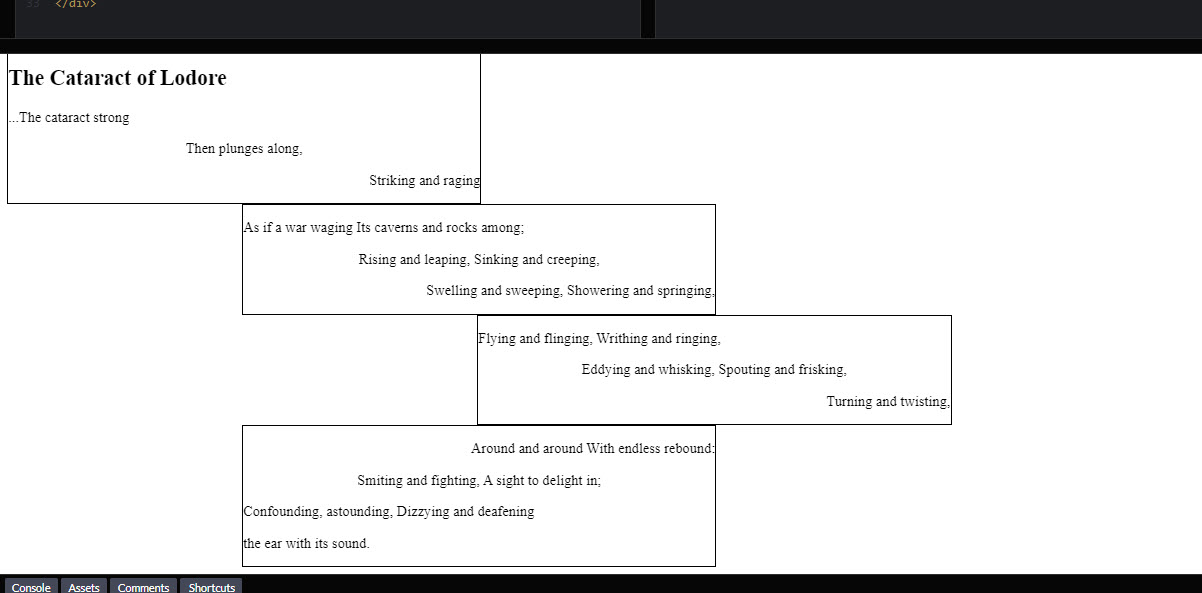 33 </div>
The Cataract of Lodore
...The cataract strong
Then plunges along,
Striking and raging
As if a war waging Its caverns and rocks among;
Rising and leaping, Sinking and creeping,
Swelling and sweeping, Showering and springing,
Flying and flinging, Writhing and ringing,
Eddying and whisking, Spouting and frisking,
Turning and twisting,
Around and around With endless rebound:
Smiting and fighting, A sight to delight in;
Confounding, astounding, Dizzying and deafening
the ear with its sound.
Console Assets Comments Shortcuts